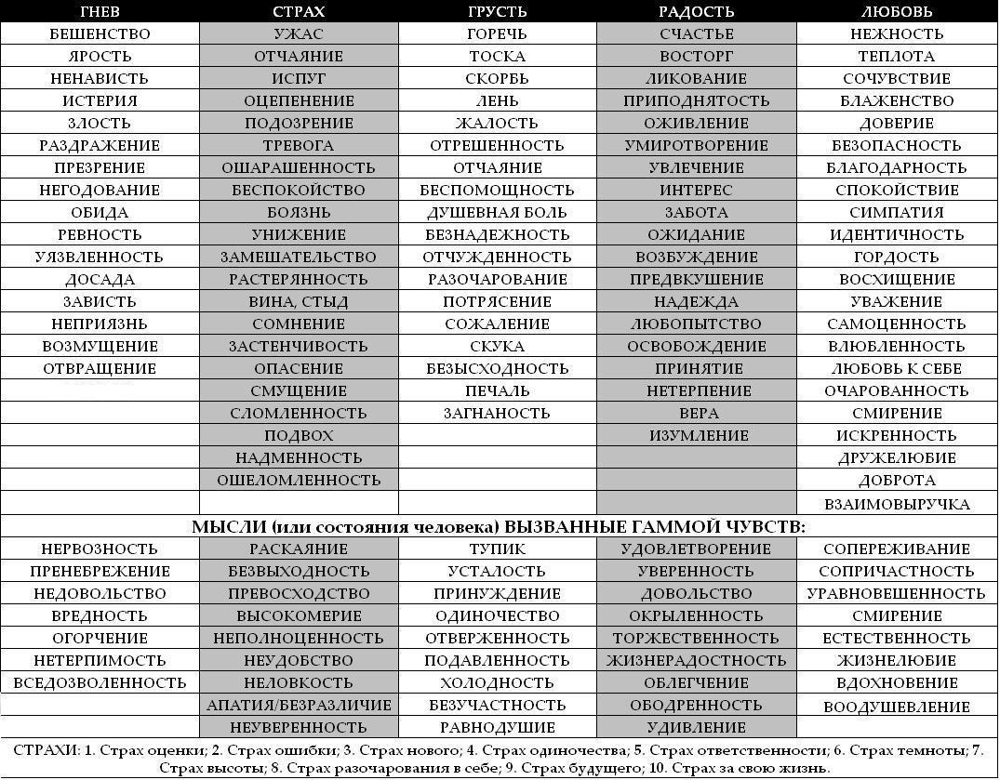 ГНЕВ СТРАХ ГРУСТЬ РАДОСТЬ ЛЮБОВЬ
БЕШЕНСТВО УЖАС ГОРЕЧЬ СЧАСТЬЕ НЕЖНОСТЬ
ЯРОСТЬ ОТЧАЯНИЕ ТОСКА ВОСТОРГ ТЕПЛОТА
НЕНАВИСТЬ ИСПУГ СКОРБЬ ЛИКОВАНИЕ СОЧУВСТВИЕ
ИСТЕРИЯ ОЦЕПЕНЕНИЕ ЛЕНЬ ПРИПОДНЯТОСТЬ БЛАЖЕНСТВО
ЗЛОСТЬ ПОДОЗРЕНИЕ ЖАЛОСТЬ ОЖИВЛЕНИЕ ДОВЕРИЕ
РАЗДРАЖЕНИЕ ТРЕВОГА ОТРЕШЕННОСТЬ УМИРОТВОРЕНИЕ БЕЗОПАСНОСТЬ
ПРЕЗРЕНИЕ ОШАРАШЕННОСТЬ ОТЧАЯНИЕ УВЛЕЧЕНИЕ БЛАГОДАРНОСТЬ
НЕГОДОВАНИЕ БЕСПОКОЙСТВО БЕСПОМОЩНОСТЬ ИНТЕРЕС СПОКОЙСТВИЕ
ОБИДА БОЯЗНЬ ДУШЕВНАЯ БОЛЬ ЗАБОТА СИМПАТИЯ
РЕВНОСТЬ УНИЖЕНИЕ БЕЗНАДЕЖНОСТЬ ОЖИДАНИЕ ИДЕНТИЧНОСТЬ
УЯЗВЛЕННОСТЬ ЗАМЕШАТЕЛЬСТВО ОТЧУЖДЕННОСТЬ ВОЗБУЖДЕНИЕ ГОРДОСТЬ
ДОСАДА РАСТЕРЯННОСТЬ РАЗОЧАРОВАНИЕ ПРЕДВКУШЕНИЕ ВОСХИЩЕНИЕ
ЗАВИСТЬ ВИНА, СТЫД ПОТРЯСЕНИЕ НАДЕЖДА УВАЖЕНИЕ
НЕПРИЯЗНЬ СОМНЕНИЕ СОЖАЛЕНИЕ ЛЮБОПЫТСТВО САМОЦЕННОСТЬ
ВОЗМУЩЕНИЕ ЗАСТЕНЧИВОСТЬ СКУКА ОСВОБОЖДЕНИЕ ВЛЮБЛЕННОСТЬ
ОТВРАЩЕНИЕ ОПАСЕНИЕ БЕЗЫСХОДНОСТЬ ПРИНЯТИЕ ЛЮБОВЬ К СЕБЕ
СМУЩЕНИЕ ПЕЧАЛЬ НЕТЕРПЕНИЕ ОЧАРОВАННОСТЬ
СЛОМЛЕННОСТЬ ЗАГНАНОСТЬ ВЕРА СМИРЕНИЕ
ПОДВОХ ИЗУМЛЕНИЕ ИСКРЕННОСТЬ
НАДМЕННОСТЬ ДРУЖЕЛЮБИЕ
ОШЕЛОМЛЕННОСТЬ ДОБРОТА
ВЗАИМОВЫРУЧКА
МЫСЛИ (или состояния человека) ВЫЗВАННЫЕ ГАММОЙ ЧУВСТВ:
НЕРВОЗНОСТЬ РАСКАЯНИЕ ТУПИК УДОВЛЕТВОРЕНИЕ СОПЕРЕЖИВАНИЕ
ПРЕНЕБРЕЖЕНИЕ БЕЗВЫХОДНОСТЬ УСТАЛОСТЬ УВЕРЕННОСТЬ СОПРИЧАСТНОСТЬ
НЕДОВОЛЬСТВО ПРЕВОСХОДСТВО ПРИНУЖДЕНИЕ ДОВОЛЬСТВО УРАВНОВЕШЕННОСТЬ
ВРЕДНОСТЬ ВЫСОКОМЕРИЕ ОДИНОЧЕСТВО ОКРЫЛЕННОСТЬ СМИРЕНИЕ
ОГОРЧЕНИЕ НЕПОЛНОЦЕННОСТЬ ОТВЕРЖЕННОСТЬ ТОРЖЕСТВЕННОСТЬ ЕСТЕСТВЕННОСТЬ
НЕТЕРПИМОСТЬ НЕУДОБСТВО ПОДАВЛЕННОСТЬ ЖИЗНЕРАДОСТНОСТЬ ЖИЗНЕЛЮБИЕ
ВСЕДОЗВОЛЕННОСТЬ НЕЛОВКОСТЬ ХОЛОДНОСТЬ ОБЛЕГЧЕНИЕ ВДОХНОВЕНИЕ
АПАТИЯ/БЕЗРАЗЛИЧИЕ БЕЗУЧАСТНОСТЬ ОБОДРЕННОСТЬ ВООДУШЕВЛЕНИЕ
НЕУВЕРЕННОСТЬ РАВНОДУШИЕ УДИВЛЕНИЕ
СТРАХИ: 1. Страх оценки; 2. Страх ошибки; 3. Страх нового; 4. Страх одиночества; 5. Страх ответственности; 6. Страх темноты; 7.
Страх высоты; 8. Страх разочарования в себе; 9. Страх будущего; 10. Страх за свою жизнь.